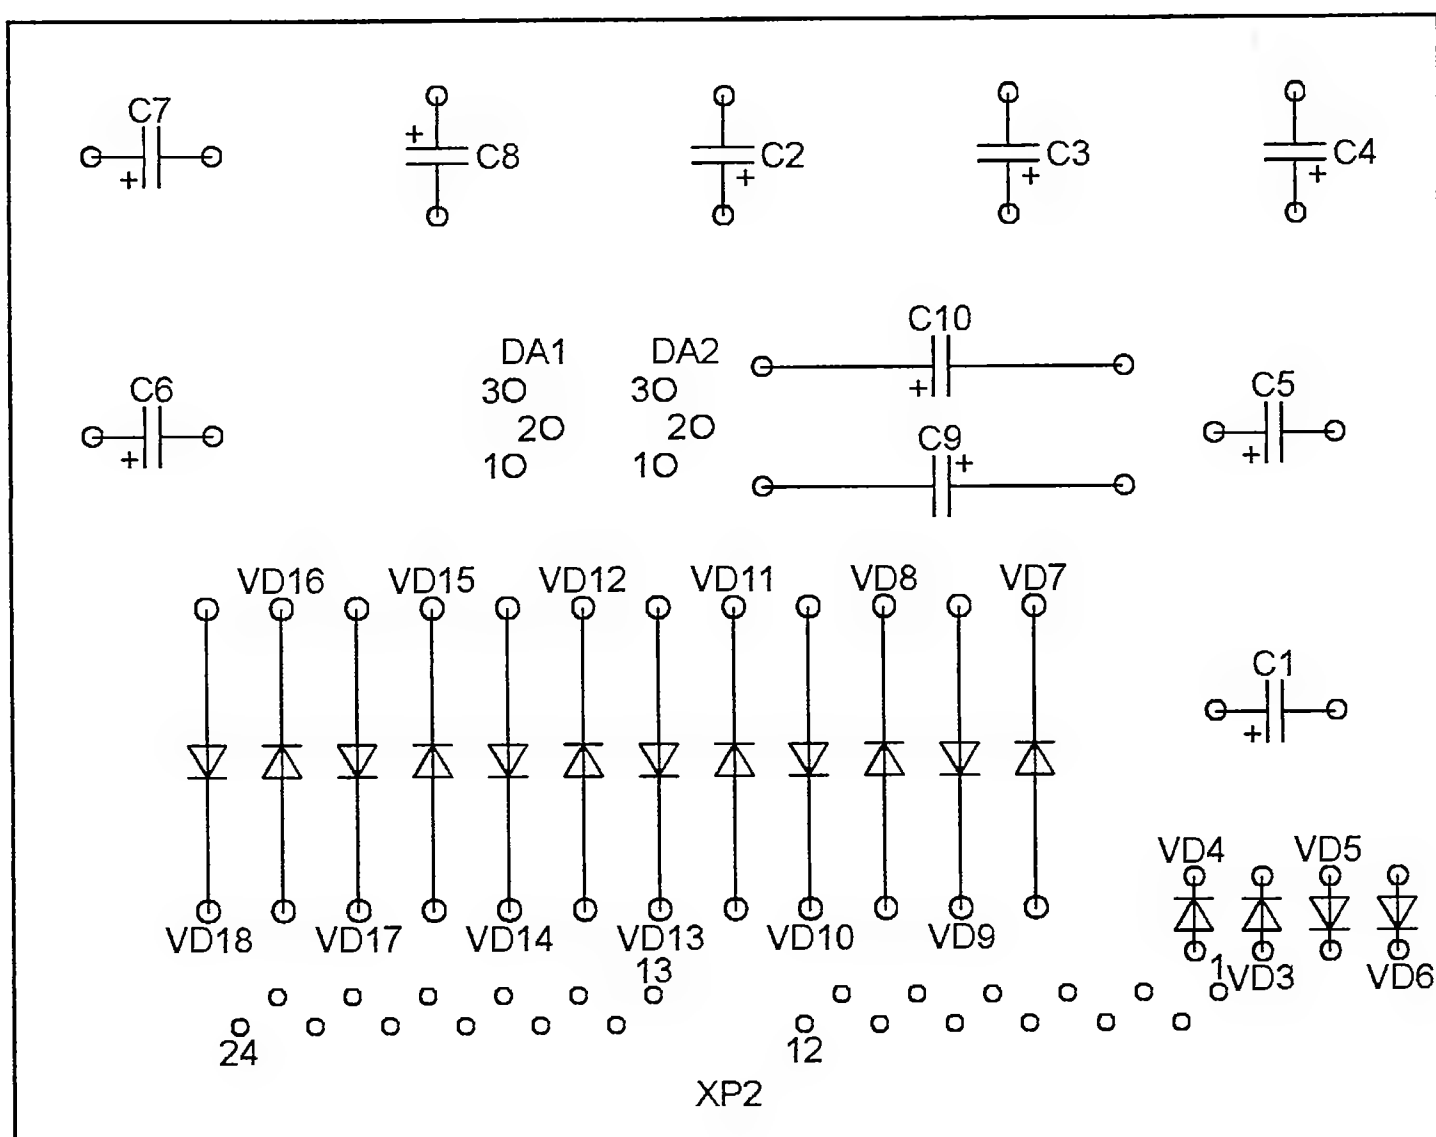 C7
+
+
C8
C2
+
C3
+
C4
+
C10
+
DA1
3
2
1
DA2
3
2
1
C6
+
C5
+
C9
+
VD16
VD15
VD12
VD11
VD8
VD7
C1
+
VD4
VD5
VD18
VD17
VD14
VD13
VD10
VD9
1
VD3
VD6
13
24
12
XP2